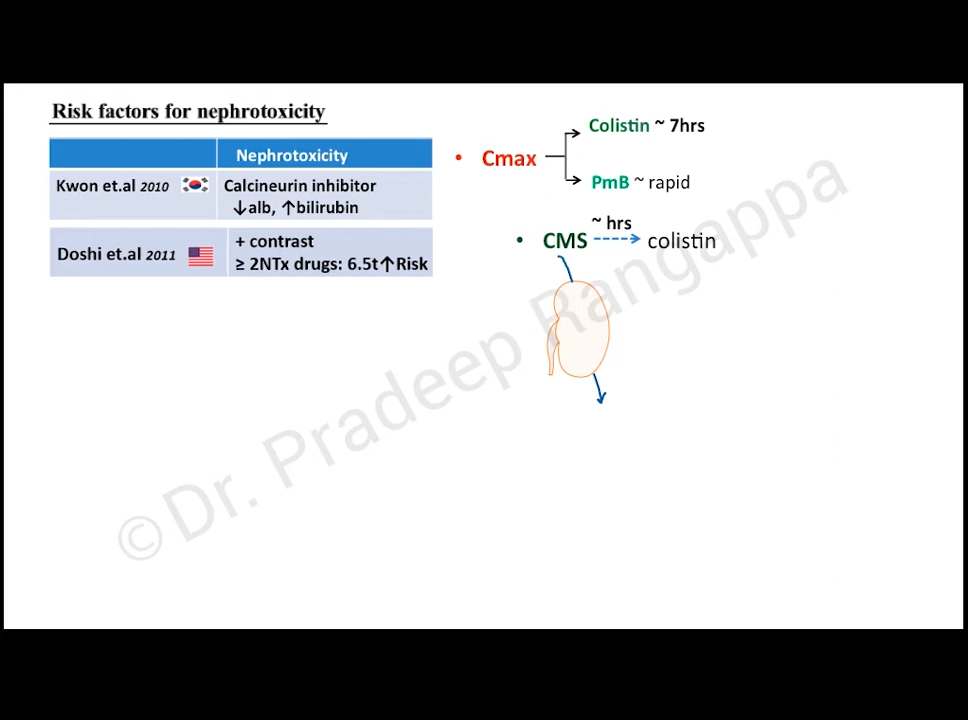 Risk factors for nephrotoxicity
Nephrotoxicity
Kwon et.al 2010
Calcineurin inhibitor
↓alb, ↑bilirubin
Doshi et.al 2011
+ contrast
≥ 2NTx drugs: 6.5t↑Risk
• Cmax
Colistin ~ 7hrs
PmB ~ rapid
• CMS ~ hrs colistin
© Dr. Pradeep Rangappa